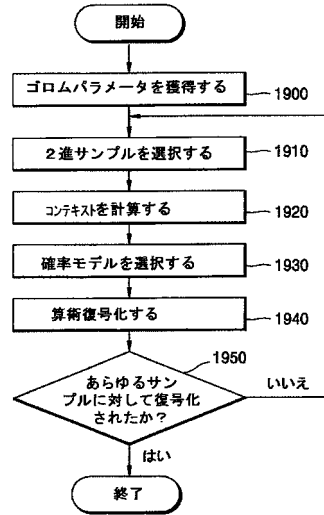 開始
ゴロムパラメータを獲得する
1900
2進サンプルを選択する
1910
コンテキストを計算する
1920
確率モデルを選択する
1930
算術復号化する
1940
1950
あらゆるサン
プルに対して復号化
されたか？
いいえ
はい
終了